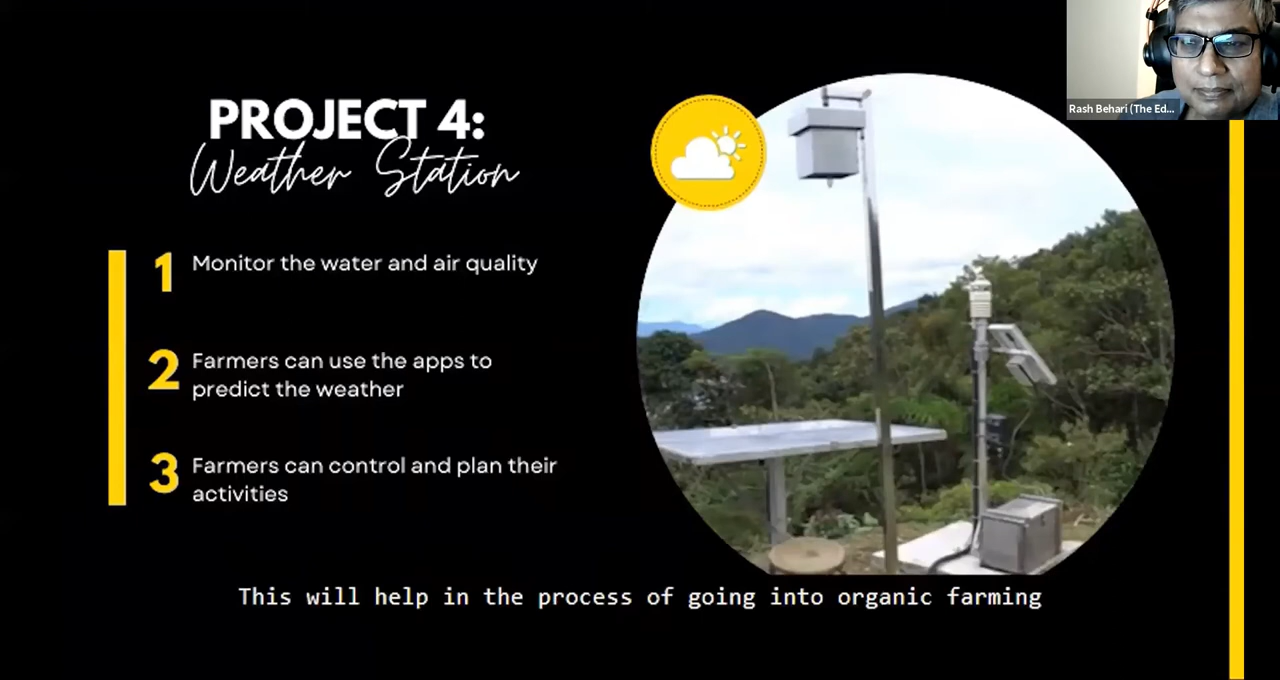 PROJECT 4:
Weather Station
1 Monitor the water and air quality
2 Farmers can use the apps to
predict the weather
3 Farmers can control and plan their
activities
This will help in the process of going into organic farming
Rash Behari (The Ed...